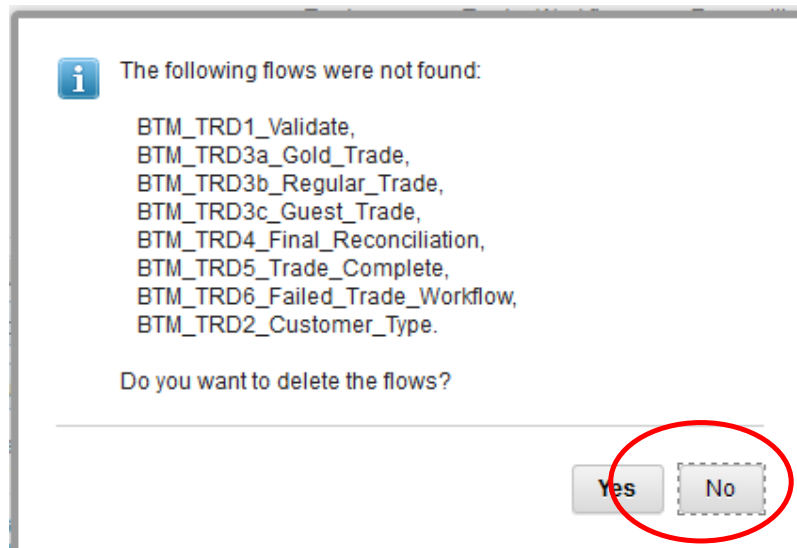 The following flows were not found:
BTM_TRD1_Validate,
BTM_TRD3a_Gold_Trade,
BTM_TRD3b_Regular_Trade,
BTM_TRD3c_Guest_Trade,
BTM_TRD4_Final_Reconciliation,
BTM_TRD5_Trade_Complete,
BTM_TRD6_Failed_Trade_Workflow,
BTM_TRD2_Customer_Type.
Do you want to delete the flows?
Yes No